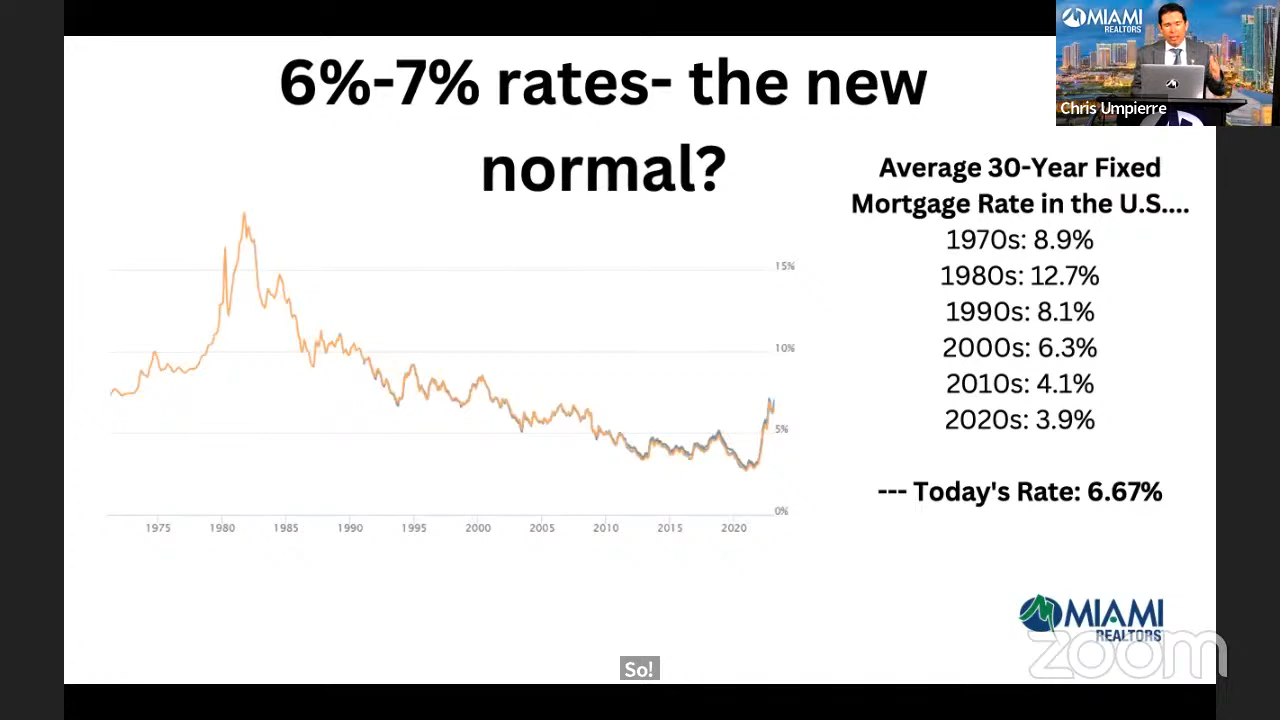 6%-7% rates- the new
normal?
MIAMI
REALTORS
Chris Umpierre
Average 30-Year Fixed
Mortgage Rate in the U.S....
1970s: 8.9%
1980s: 12.7%
1990s: 8.1%
2000s: 6.3%
2010s: 4.1%
2020s: 3.9%
--- Today's Rate: 6.67%
15%
10%
5%
0%
1975 1980 1985 1990 1995 2000 2005 2010 2015 2020
MIAMI
REALTORS
zoom
So!